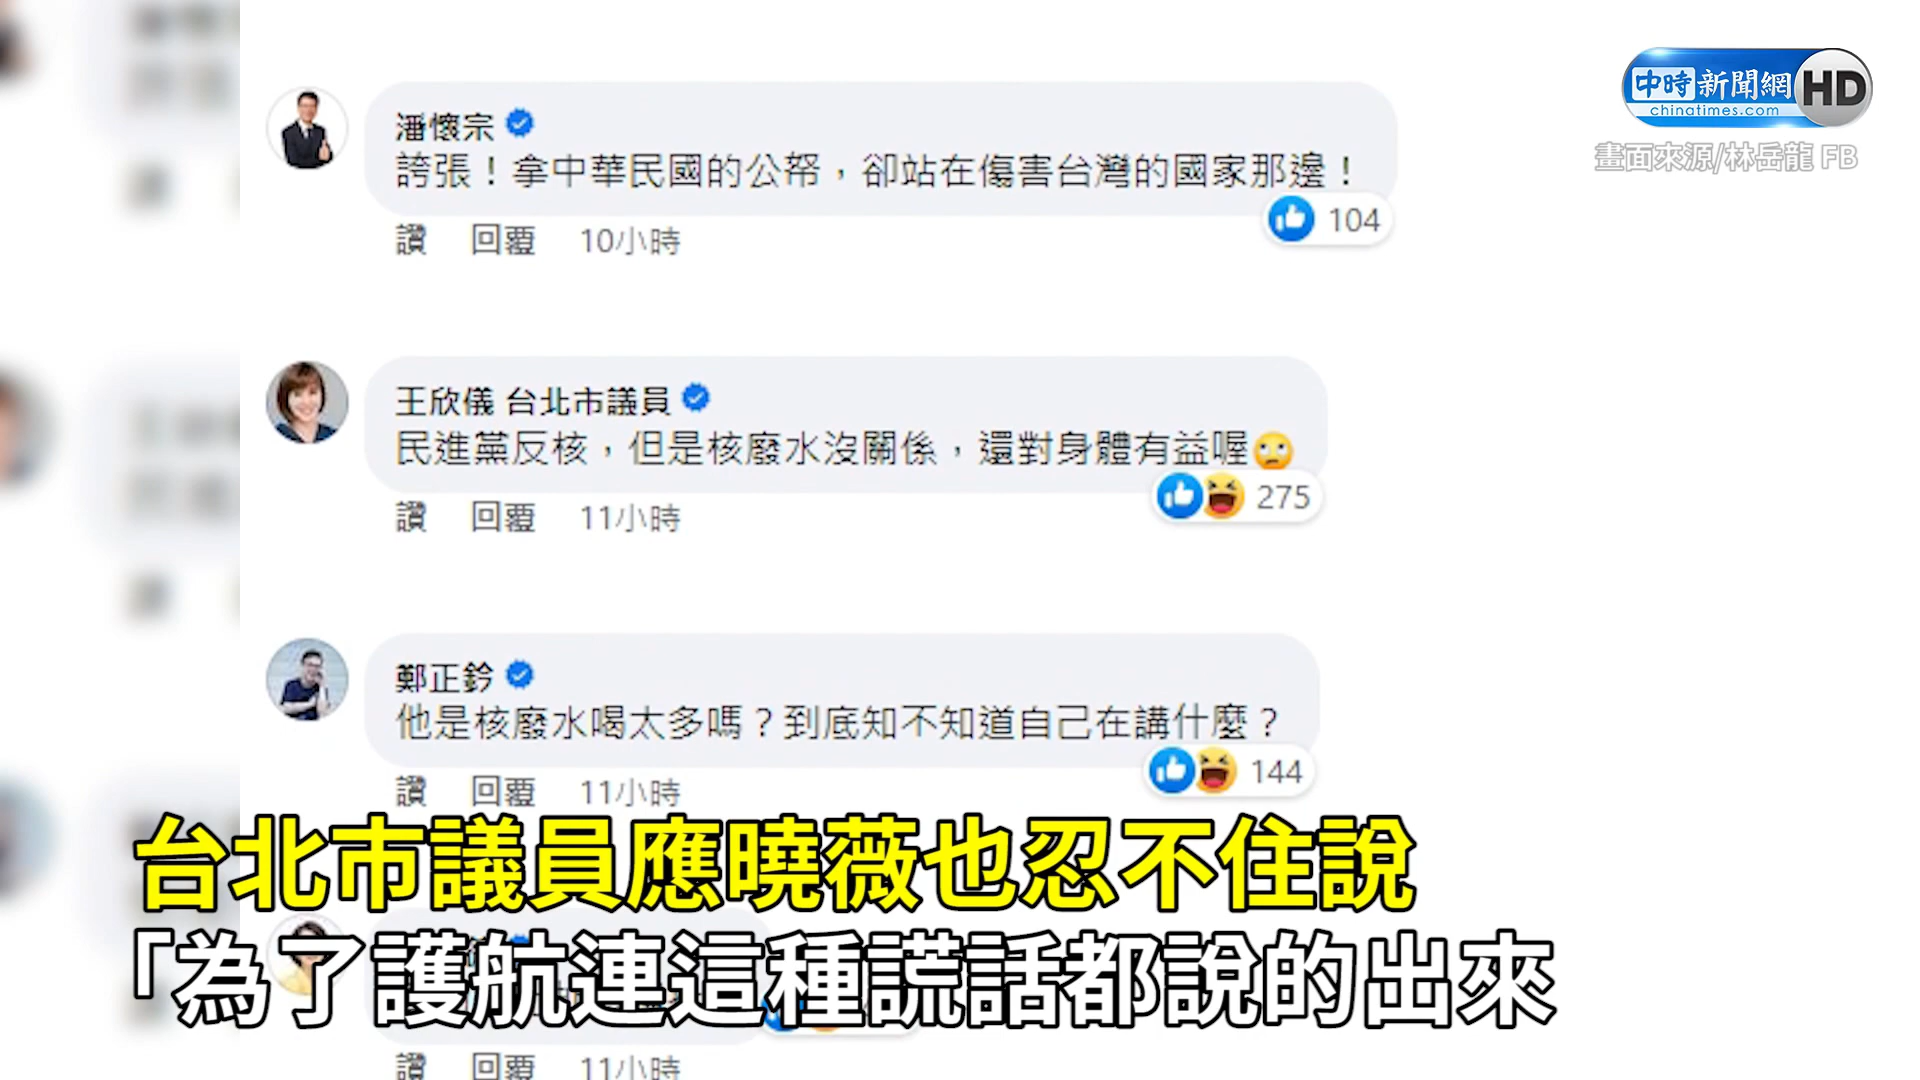 中時新聞網HD
chinatimes.com
畫面來源/林岳龍 FB
潘懷宗
誇張！拿中華民國的公帑，卻站在傷害台灣的國家那邊！
104
讚 回覆 10小時
王欣儀 台北市議員
民進黨反核，但是核廢水沒關係，還對身體有益喔🙄
275
讚 回覆 11小時
鄭正鈐
他是核廢水喝太多嗎？到底知不知道自己在講什麼？
144
讚 回覆 11小時
台北市議員應曉薇也忍不住說
「為了護航連這種謊話都說的出來
讚 回覆 11小時